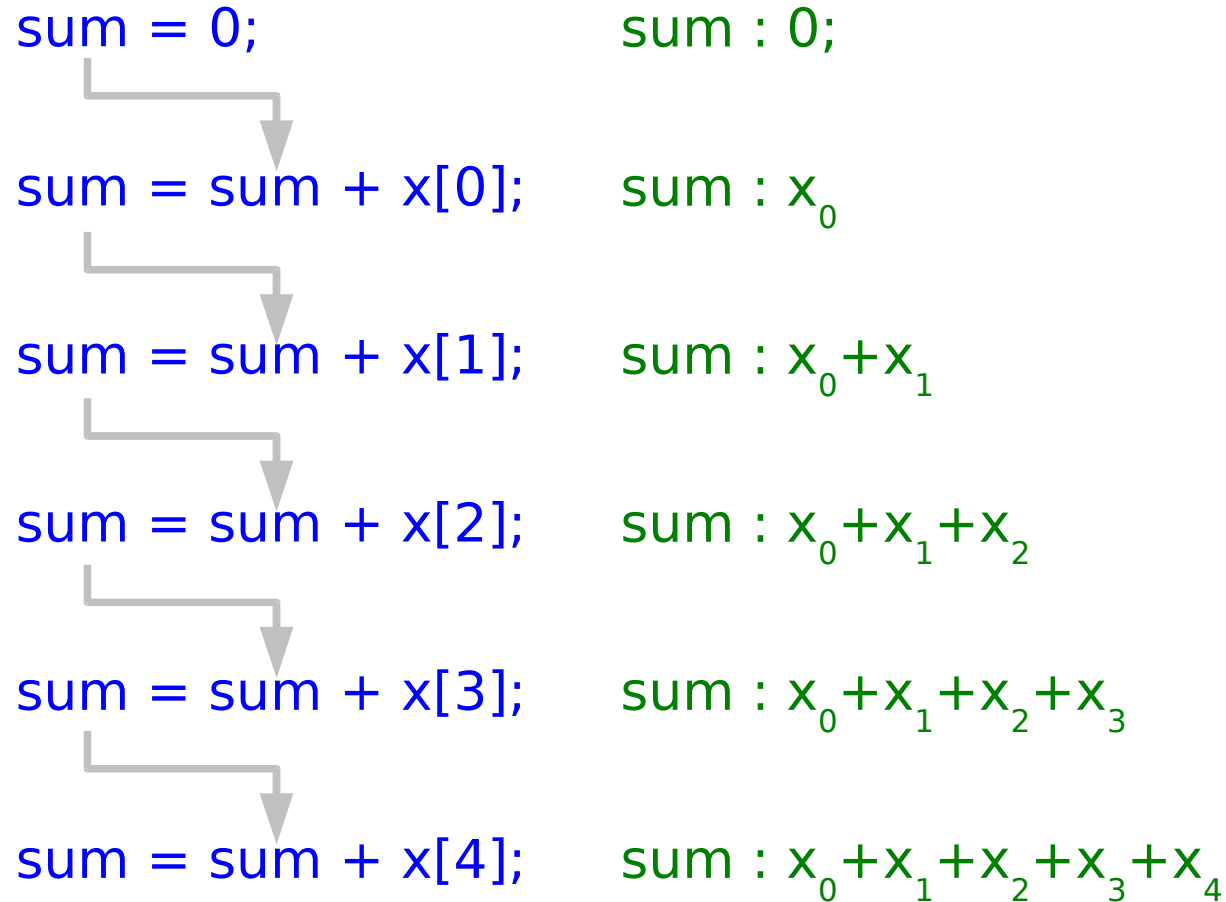 sum = 0; sum : 0;
sum = sum + x[0]; sum : x₀
sum = sum + x[1]; sum : x₀+x₁
sum = sum + x[2]; sum : x₀+x₁+x₂
sum = sum + x[3]; sum : x₀+x₁+x₂+x₃
sum = sum + x[4]; sum : x₀+x₁+x₂+x₃+x₄